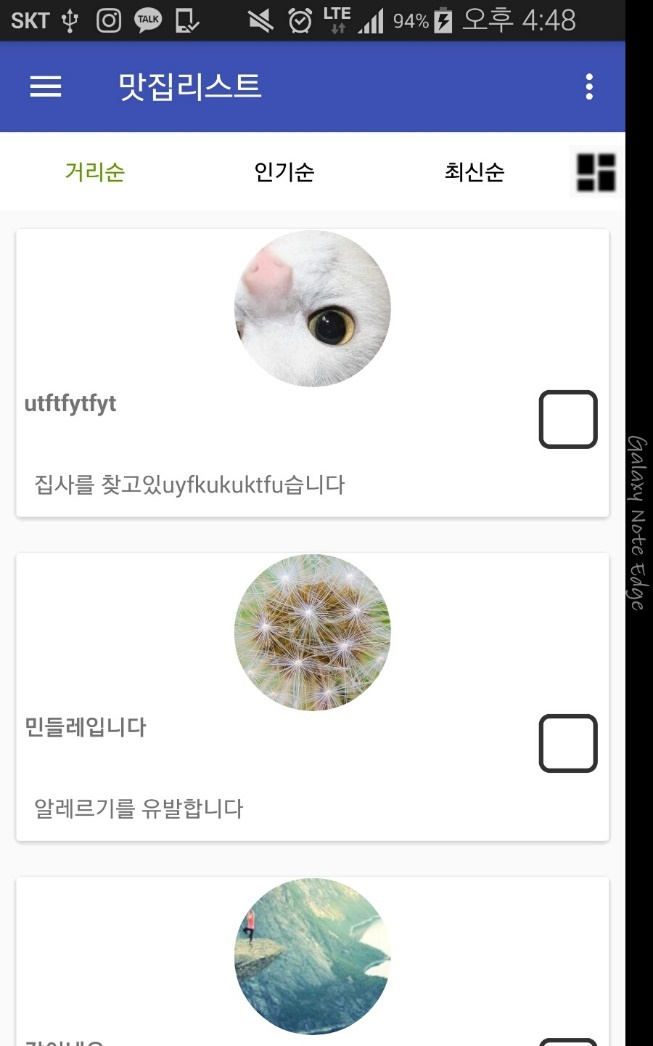 SKT TALK LTE 94% 오후 4:48
맛집리스트
거리순 인기순 최신순
utftfytfyt
집사를 찾고있uyfkukuktfu습니다
민들레입니다
알레르기를 유발합니다
Galaxy Note Edge